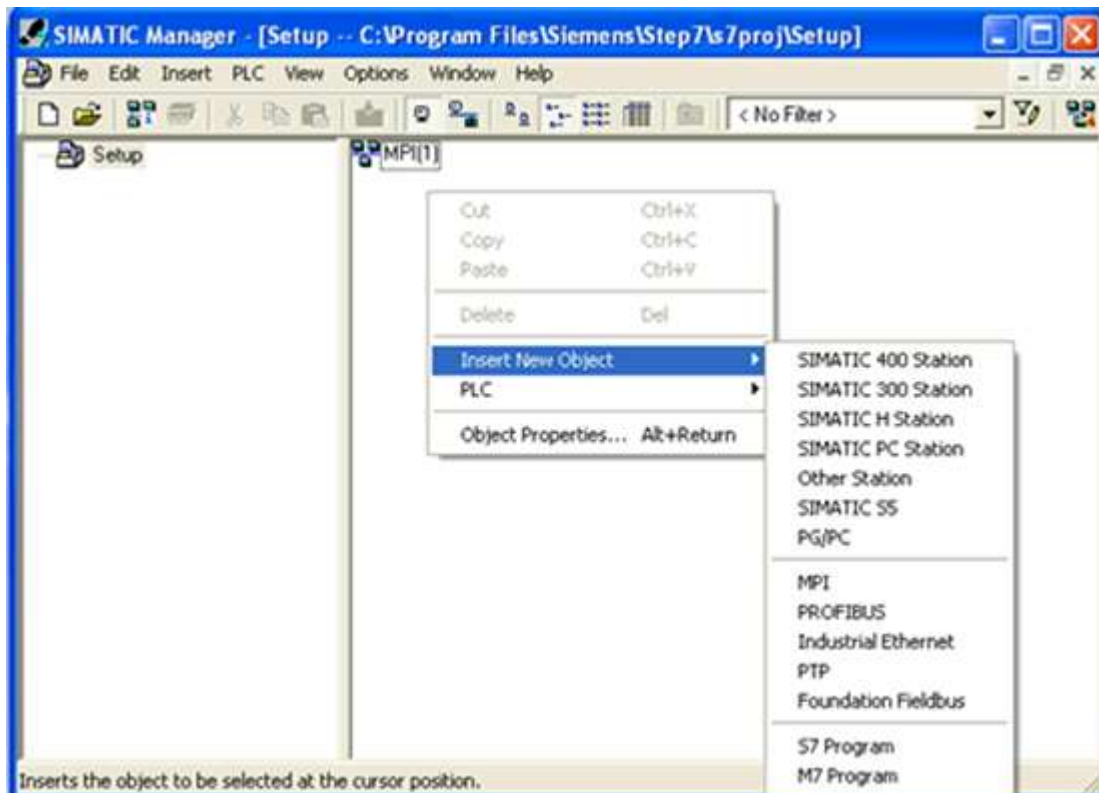 SIMATIC Manager - [Setup -- C:\Program Files\Siemens\Step7\s7proj\Setup]
File Edit Insert PLC View Options Window Help
< No Filter >
Setup
MPI(1)
Cut Ctrl+X
Copy Ctrl+C
Paste Ctrl+V
Delete Del
Insert New Object
PLC
Object Properties... Alt+Return
SIMATIC 400 Station
SIMATIC 300 Station
SIMATIC H Station
SIMATIC PC Station
Other Station
SIMATIC S5
PG/PC
MPI
PROFIBUS
Industrial Ethernet
PTP
Foundation Fieldbus
S7 Program
M7 Program
Inserts the object to be selected at the cursor position.